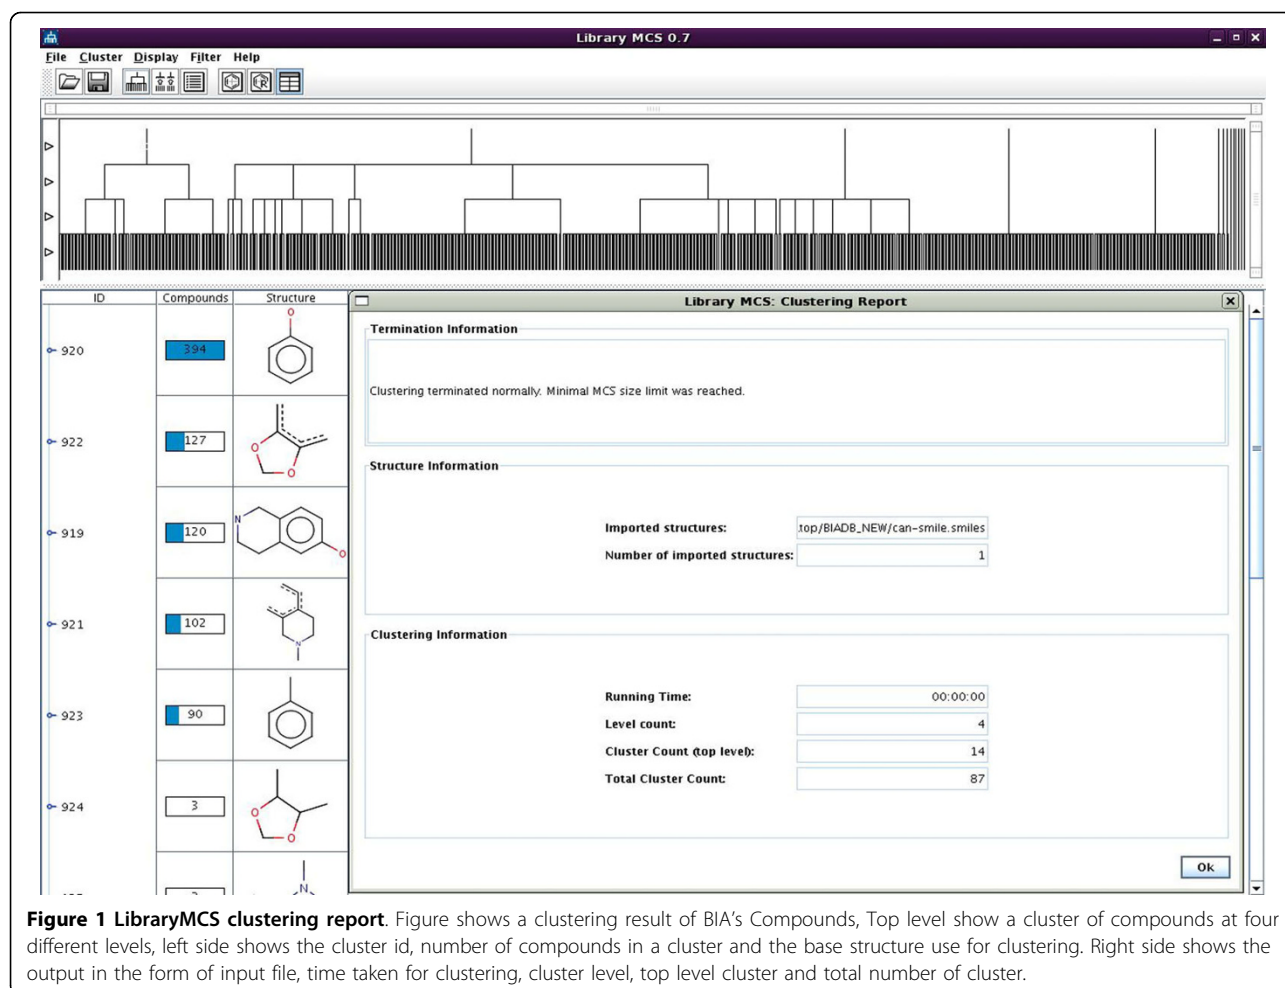 Library MCS 0.7
File Cluster Display Filter Help
ID Compounds Structure
920 394
O
922 127
O
O
919 120
N
O
921 102
N
923 90
924 3
O
O
N
Library MCS: Clustering Report
Termination Information
Clustering terminated normally. Minimal MCS size limit was reached.
Structure Information
Imported structures: .top/BIADB_NEW/can-smile.smiles
Number of imported structures: 1
Clustering Information
Running Time: 00:00:00
Level count: 4
Cluster Count (top level): 14
Total Cluster Count: 87
Ok
Figure 1 LibraryMCS clustering report. Figure shows a clustering result of BIA's Compounds, Top level show a cluster of compounds at four
different levels, left side shows the cluster id, number of compounds in a cluster and the base structure use for clustering. Right side shows the
output in the form of input file, time taken for clustering, cluster level, top level cluster and total number of cluster.